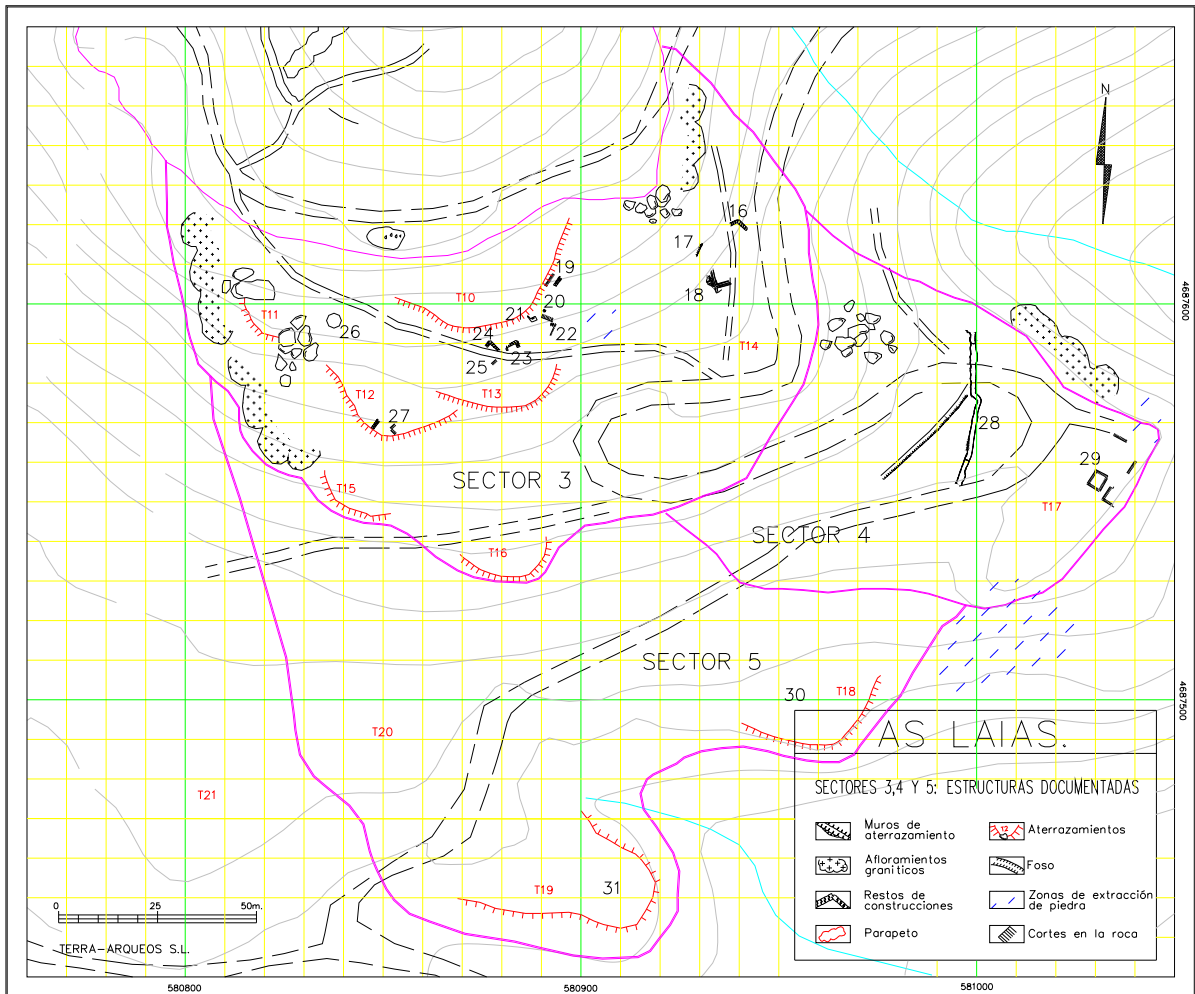 N
16
17
18
19
20
21
22
23
24
25
26
27
28
29
30
31
T10
T11
T12
T13
T14
T15
T16
T17
T18
T19
T20
T21
SECTOR 3
SECTOR 4
SECTOR 5
4687600
4687500
AS LAIAS.
SECTORES 3,4 Y 5: ESTRUCTURAS DOCUMENTADAS
Muros de
aterrazamiento
Afloramientos
graníticos
Restos de
construcciones
Parapeto
12
Aterrazamientos
Foso
Zonas de extracción
de piedra
Cortes en la roca
0 25 50m.
TERRA-ARQUEOS S.L.
580800
580900
581000